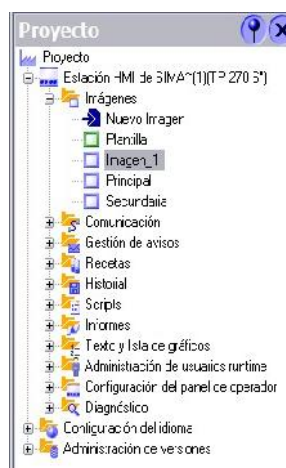 Proyecto
Proyecto
Estación HMI de SIMA~(1)(TP 270 6")
Imágenes
Nuevo Imagen
Plantilla
Imagen_1
Principal
Secundaria
Comunicación
Gestión de avisos
Recetas
Historial
Scripts
Informes
Texto y lista de gráficos
Administración de usuarios runtime
Configuración del panel de operador
Diagnóstico
Configuración del idioma
Administración de versiones